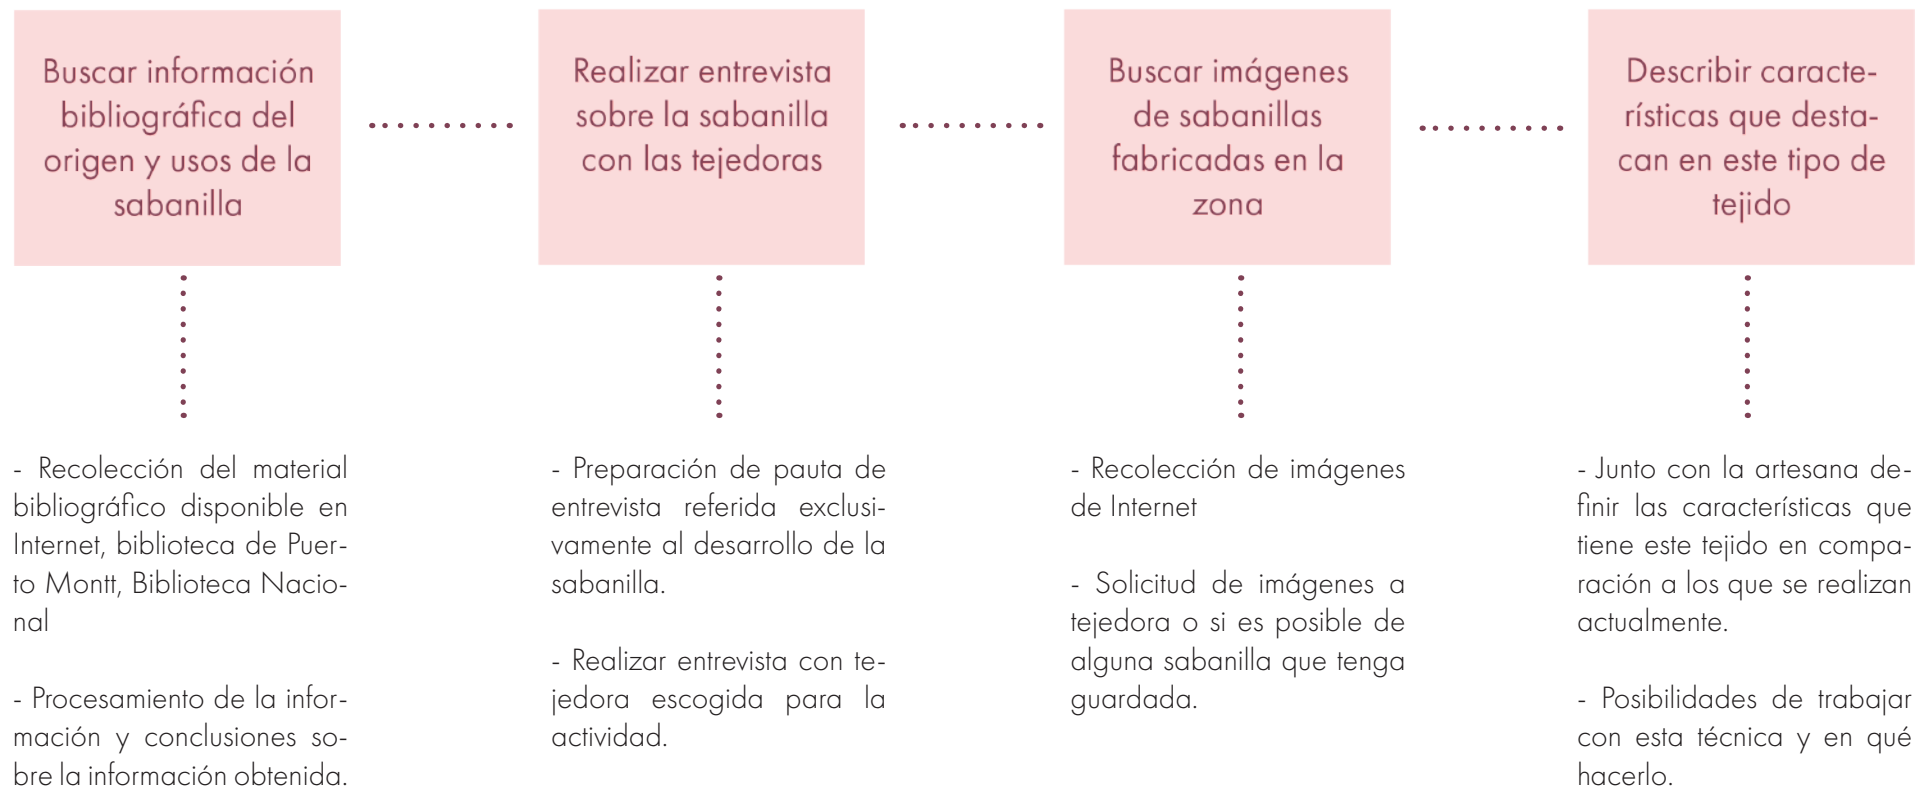 Buscar información
bibliográfica del
origen y usos de la
sabanilla
Realizar entrevista
sobre la sabanilla
con las tejedoras
Buscar imágenes
de sabanillas
fabricadas en la
zona
Describir caracte-
rísticas que desta-
can en este tipo de
tejido
- Recolección del material
bibliográfico disponible en
Internet, biblioteca de Puer-
to Montt, Biblioteca Nacio-
nal
- Procesamiento de la infor-
mación y conclusiones so-
bre la información obtenida.
- Preparación de pauta de
entrevista referida exclusi-
vamente al desarrollo de la
sabanilla.
- Realizar entrevista con te-
jedora escogida para la
actividad.
- Recolección de imágenes
de Internet
- Solicitud de imágenes a
tejedora o si es posible de
alguna sabanilla que tenga
guardada.
- Junto con la artesana de-
finir las características que
tiene este tejido en compa-
ración a los que se realizan
actualmente.
- Posibilidades de trabajar
con esta técnica y en qué
hacerlo.